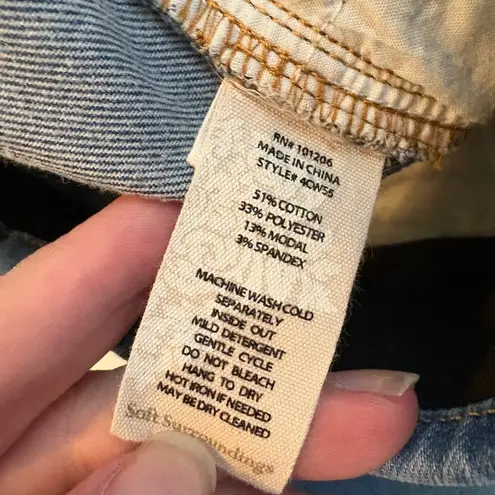 RN# 101206
MADE IN CHINA
STYLE# 4CW55
51% COTTON
33% POLYESTER
13% MODAL
3% SPANDEX
MACHINE WASH COLD
SEPARATELY
INSIDE OUT
MILD DETERGENT
GENTLE CYCLE
DO NOT BLEACH
HANG TO DRY
HOT IRON IF NEEDED
MAY BE DRY CLEANED
Soft Surroundings